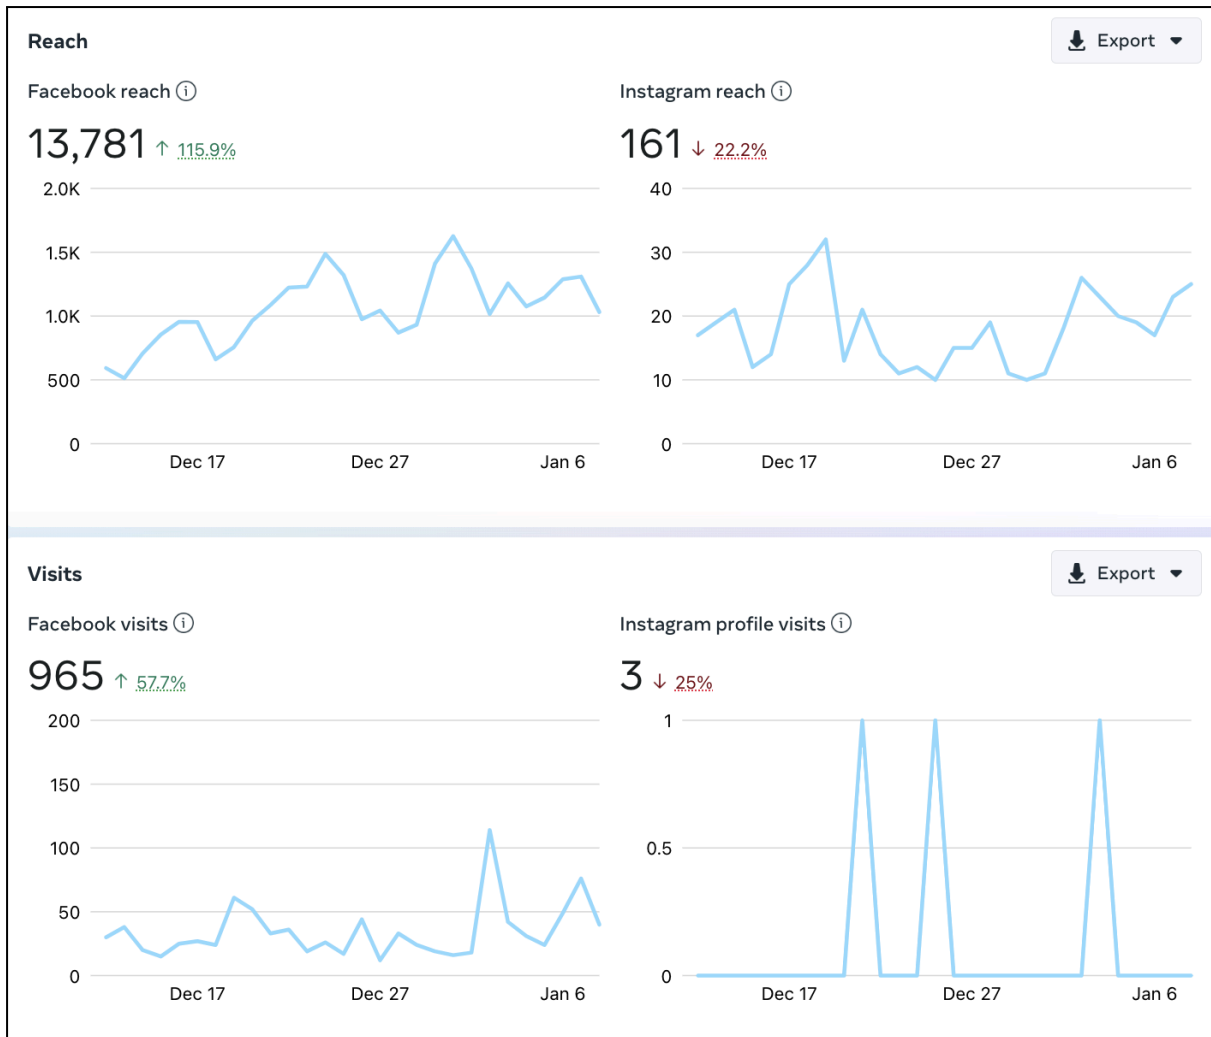 Reach
Export
Facebook reach
13,781 ↑ 115.9%
2.0K
1.5K
1.0K
500
0
Dec 17 Dec 27 Jan 6
Instagram reach
161 ↓ 22.2%
40
30
20
10
0
Dec 17 Dec 27 Jan 6
Visits
Export
Facebook visits
965 ↑ 57.7%
200
150
100
50
0
Dec 17 Dec 27 Jan 6
Instagram profile visits
3 ↓ 25%
1
0.5
0
Dec 17 Dec 27 Jan 6